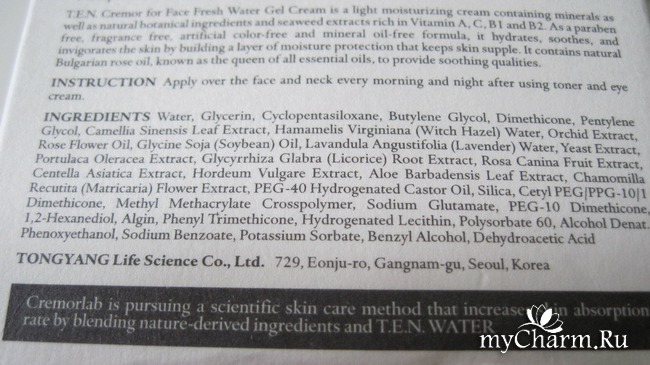 T.E.N. Cremor for Face Fresh Water Gel Cream is a light moisturizing cream containing minerals as
well as natural botanical ingredients and seaweed extracts rich in Vitamin A, C, B1 and B2. As a paraben
free, fragrance free, artificial color-free and mineral oil-free formula, it hydrates, soothes, and
invigorates the skin by building a layer of moisture protection that keeps skin supple. It contains natural
Bulgarian rose oil, known as the queen of all essential oils, to provide soothing qualities.
INSTRUCTION Apply over the face and neck every morning and night after using toner and eye
cream.
INGREDIENTS Water, Glycerin, Cyclopentasiloxane, Butylene Glycol, Dimethicone, Pentylene
Glycol, Camellia Sinensis Leaf Extract, Hamamelis Virginiana (Witch Hazel) Water, Orchid Extract,
Rose Flower Oil, Glycine Soja (Soybean) Oil, Lavandula Angustifolia (Lavender) Water, Yeast Extract,
Portulaca Oleracea Extract, Glycyrrhiza Glabra (Licorice) Root Extract, Rosa Canina Fruit Extract,
Centella Asiatica Extract, Hordeum Vulgare Extract, Aloe Barbadensis Leaf Extract, Chamomilla
Recutita (Matricaria) Flower Extract, PEG-40 Hydrogenated Castor Oil, Silica, Cetyl PEG/PPG-10/1
Dimethicone, Methyl Methacrylate Crosspolymer, Sodium Glutamate, PEG-10 Dimethicone,
1,2-Hexanediol, Algin, Phenyl Trimethicone, Hydrogenated Lecithin, Polysorbate 60, Alcohol Denat.
Phenoxyethanol, Sodium Benzoate, Potassium Sorbate, Benzyl Alcohol, Dehydroacetic Acid
TONGYANG Life Science Co., Ltd. 729, Eonju-ro, Gangnam-gu, Seoul, Korea
Cremorlab is pursuing a scientific skin care method that increases skin absorption
rate by blending nature-derived ingredients and T.E.N. WATER
myCharm.Ru